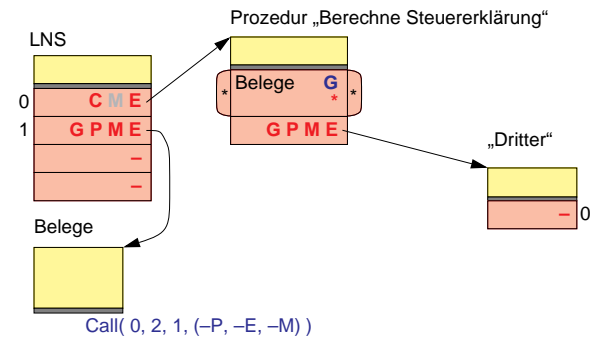 Prozedur „Berechne Steuererklärung“
LNS
Belege G
* * *
0 C M E
1 G P M E
G P M E
–
–
„Dritter“
– 0
Belege
Call( 0, 2, 1, (–P, –E, –M) )